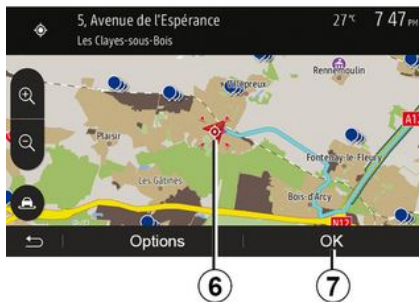 5, Avenue de l'Espérance
27 °C
7 47 PM
Les Clayes-sous-Bois
Rennemoulin
Villepreux
A12
Plaisir
Fontenay-le-Fleury
Les Gâtines
Bois-d'Arcy
N12
Options
OK
6
7